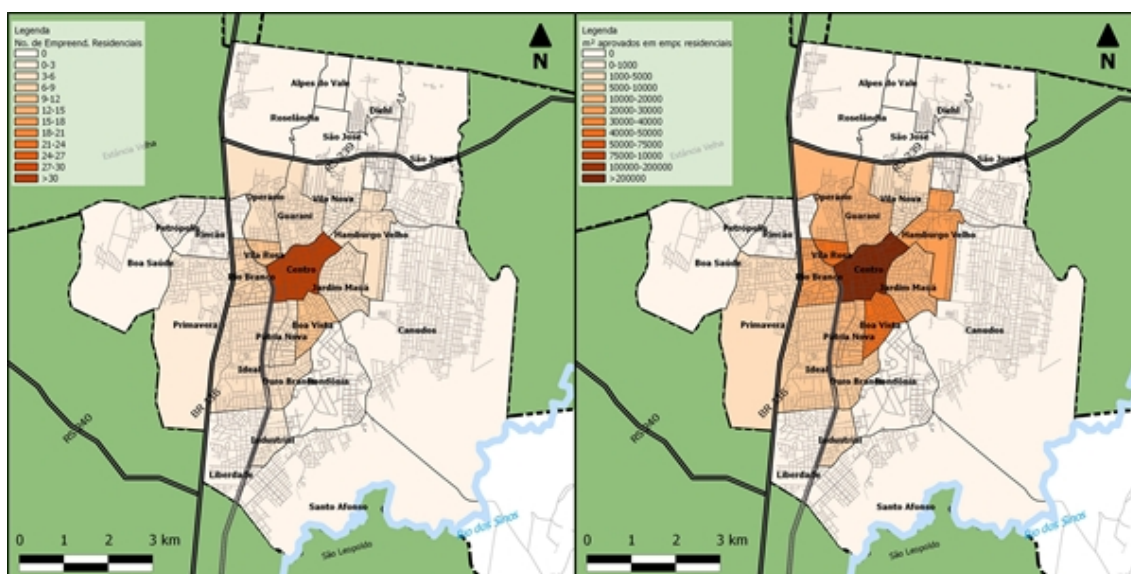 Legenda
No. de Empreend. Residenciais
0
0-3
3-6
6-9
9-12
12-15
15-18
18-21
21-24
24-27
27-30
>30
N
Alpes do Vale
Diehl
Roselândia
São José
Estância Velha
Operário
Vila Nova
Guarani
Petrópolis
Rincão
Hamburgo Velho
Boa Saúde
Vila Rosa
Centro
Rio Branco
Jardim Mauá
Primavera
Boa Vista
Pátria Nova
Canudos
Ideal
Ouro Branco
Rondônia
BR 116
RS 240
Industrial
Liberdade
Santo Afonso
Rio dos Sinos
São Leopoldo
0 1 2 3 km
Legenda
m² aprovados em emp. residenciais
0
0-1000
1000-5000
5000-10000
10000-20000
20000-30000
30000-40000
40000-50000
50000-75000
75000-10000
100000-200000
>200000
N
Alpes do Vale
Diehl
Roselândia
São José
Estância Velha
Operário
Vila Nova
Guarani
Petrópolis
Rincão
Hamburgo Velho
Boa Saúde
Vila Rosa
Centro
Rio Branco
Jardim Mauá
Primavera
Boa Vista
Pátria Nova
Canudos
Ideal
Ouro Branco
Rondônia
BR 116
RS 240
Industrial
Liberdade
Santo Afonso
Rio dos Sinos
São Leopoldo
0 1 2 3 km